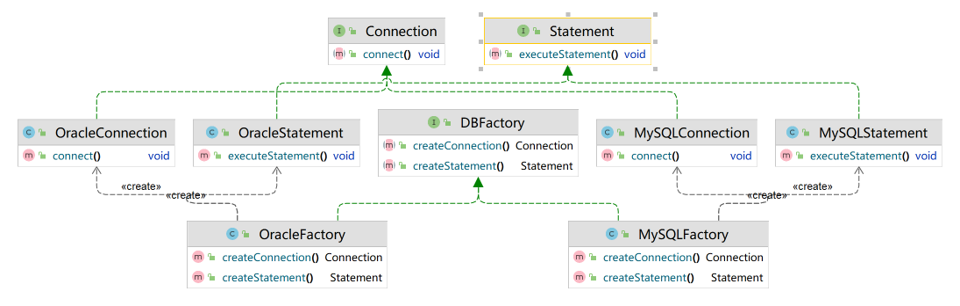 I Connection
m connect() void
I Statement
m executeStatement() void
C OracleConnection
m connect() void
C OracleStatement
m executeStatement() void
I DBFactory
m createConnection() Connection
m createStatement() Statement
C MySQLConnection
m connect() void
C MySQLStatement
m executeStatement() void
«create»
«create»
«create»
«create»
C OracleFactory
m createConnection() Connection
m createStatement() Statement
C MySQLFactory
m createConnection() Connection
m createStatement() Statement